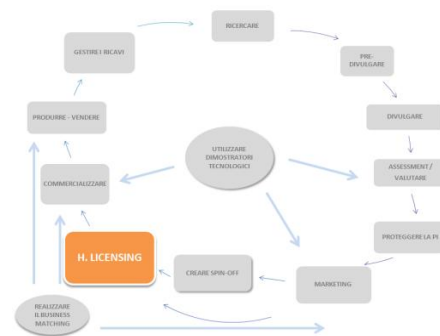 RICERCARE
GESTIRE I RICAVI
PRE-
DIVULGARE
PRODURRE - VENDERE
DIVULGARE
UTILIZZARE
DIMOSTRATORI
TECNOLOGICI
COMMERCIALIZZARE
ASSESSMENT /
VALUTARE
PROTEGGERE LA PI
H. LICENSING
CREARE SPIN-OFF
MARKETING
REALIZZARE
IL BUSINESS
MATCHING